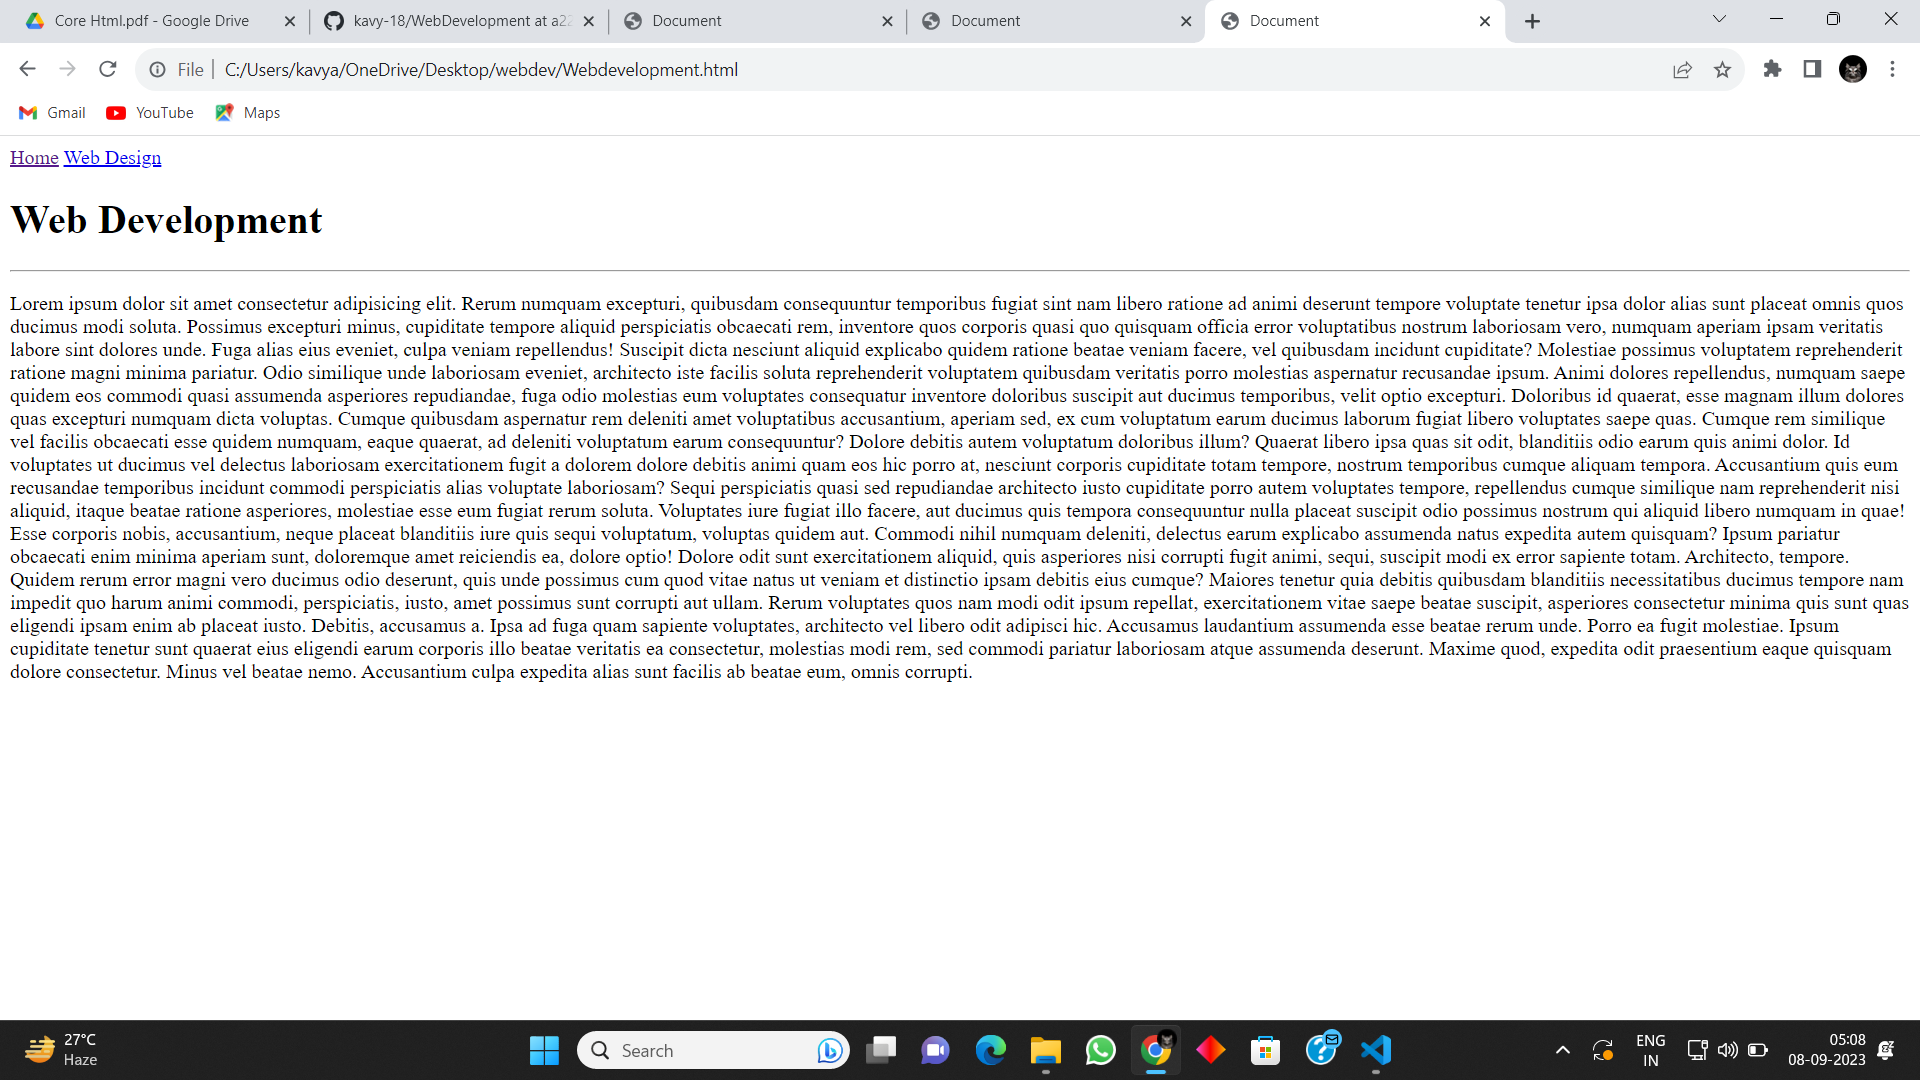 Core Html.pdf - Google Drive
kavy-18/WebDevelopment at a22
Document
Document
Document
File
C:/Users/kavya/OneDrive/Desktop/webdev/Webdevelopment.html
Gmail
YouTube
Maps
Home Web Design
Web Development
Lorem ipsum dolor sit amet consectetur adipisicing elit. Rerum numquam excepturi, quibusdam consequuntur temporibus fugiat sint nam libero ratione ad animi deserunt tempore voluptate tenetur ipsa dolor alias sunt placeat omnis quos
ducimus modi soluta. Possimus excepturi minus, cupiditate tempore aliquid perspiciatis obcaecati rem, inventore quos corporis quasi quo quisquam officia error voluptatibus nostrum laboriosam vero, numquam aperiam ipsam veritatis
labore sint dolores unde. Fuga alias eius eveniet, culpa veniam repellendus! Suscipit dicta nesciunt aliquid explicabo quidem ratione beatae veniam facere, vel quibusdam incidunt cupiditate? Molestiae possimus voluptatem reprehenderit
ratione magni minima pariatur. Odio similique unde laboriosam eveniet, architecto iste facilis soluta reprehenderit voluptatem quibusdam veritatis porro molestias aspernatur recusandae ipsum. Animi dolores repellendus, numquam saepe
quidem eos commodi quasi assumenda asperiores repudiandae, fuga odio molestias eum voluptates consequatur inventore doloribus suscipit aut ducimus temporibus, velit optio excepturi. Doloribus id quaerat, esse magnam illum dolores
quas excepturi numquam dicta voluptas. Cumque quibusdam aspernatur rem deleniti amet voluptatibus accusantium, aperiam sed, ex cum voluptatum earum ducimus laborum fugiat libero voluptates saepe quas. Cumque rem similique
vel facilis obcaecati esse quidem numquam, eaque quaerat, ad deleniti voluptatum earum consequuntur? Dolore debitis autem voluptatum doloribus illum? Quaerat libero ipsa quas sit odit, blanditiis odio earum quis animi dolor. Id
voluptates ut ducimus vel delectus laboriosam exercitationem fugit a dolorem dolore debitis animi quam eos hic porro at, nesciunt corporis cupiditate totam tempore, nostrum temporibus cumque aliquam tempora. Accusantium quis eum
recusandae temporibus incidunt commodi perspiciatis alias voluptate laboriosam? Sequi perspiciatis quasi sed repudiandae architecto iusto cupiditate porro autem voluptates tempore, repellendus cumque similique nam reprehenderit nisi
aliquid, itaque beatae ratione asperiores, molestiae esse eum fugiat rerum soluta. Voluptates iure fugiat illo facere, aut ducimus quis tempora consequuntur nulla placeat suscipit odio possimus nostrum qui aliquid libero numquam in quae!
Esse corporis nobis, accusantium, neque placeat blanditiis iure quis sequi voluptatum, voluptas quidem aut. Commodi nihil numquam deleniti, delectus earum explicabo assumenda natus expedita autem quisquam? Ipsum pariatur
obcaecati enim minima aperiam sunt, doloremque amet reiciendis ea, dolore optio! Dolore odit sunt exercitationem aliquid, quis asperiores nisi corrupti fugit animi, sequi, suscipit modi ex error sapiente totam. Architecto, tempore.
Quidem rerum error magni vero ducimus odio deserunt, quis unde possimus cum quod vitae natus ut veniam et distinctio ipsam debitis eius cumque? Maiores tenetur quia debitis quibusdam blanditiis necessitatibus ducimus tempore nam
impedit quo harum animi commodi, perspiciatis, iusto, amet possimus sunt corrupti aut ullam. Rerum voluptates quos nam modi odit ipsum repellat, exercitationem vitae saepe beatae suscipit, asperiores consectetur minima quis sunt quas
eligendi ipsam enim ab placeat iusto. Debitis, accusamus a. Ipsa ad fuga quam sapiente voluptates, architecto vel libero odit adipisci hic. Accusamus laudantium assumenda esse beatae rerum unde. Porro ea fugit molestiae. Ipsum
cupiditate tenetur sunt quaerat eius eligendi earum corporis illo beatae veritatis ea consectetur, molestias modi rem, sed commodi pariatur laboriosam atque assumenda deserunt. Maxime quod, expedita odit praesentium eaque quisquam
dolore consectetur. Minus vel beatae nemo. Accusantium culpa expedita alias sunt facilis ab beatae eum, omnis corrupti.
27°C
Haze
Search
ENG
IN
05:08
08-09-2023